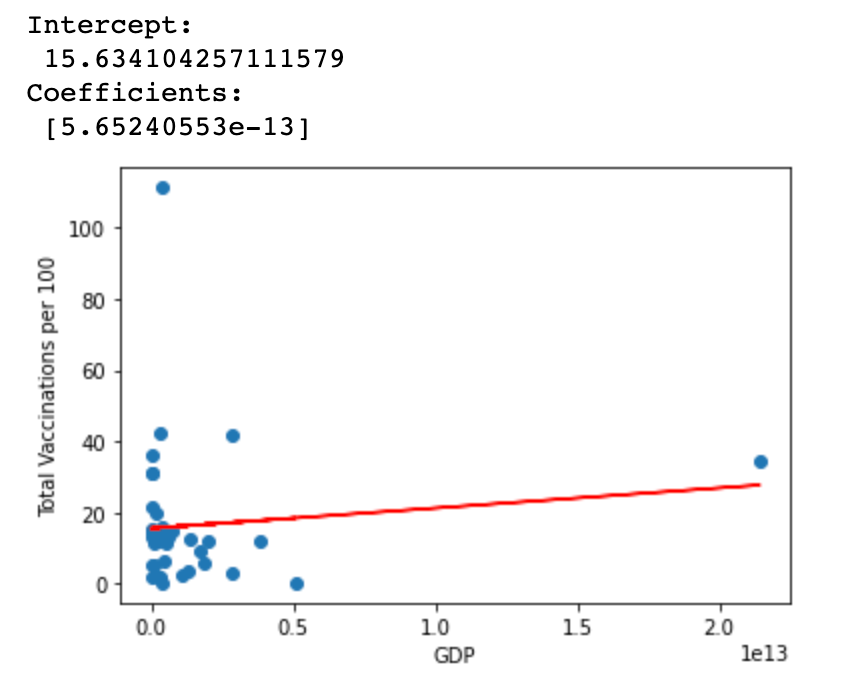 Intercept:
15.634104257111579
Coefficients:
[5.65240553e-13]
Total Vaccinations per 100
100
80
60
40
20
0
0.0 0.5 1.0 1.5 2.0
GDP 1e13